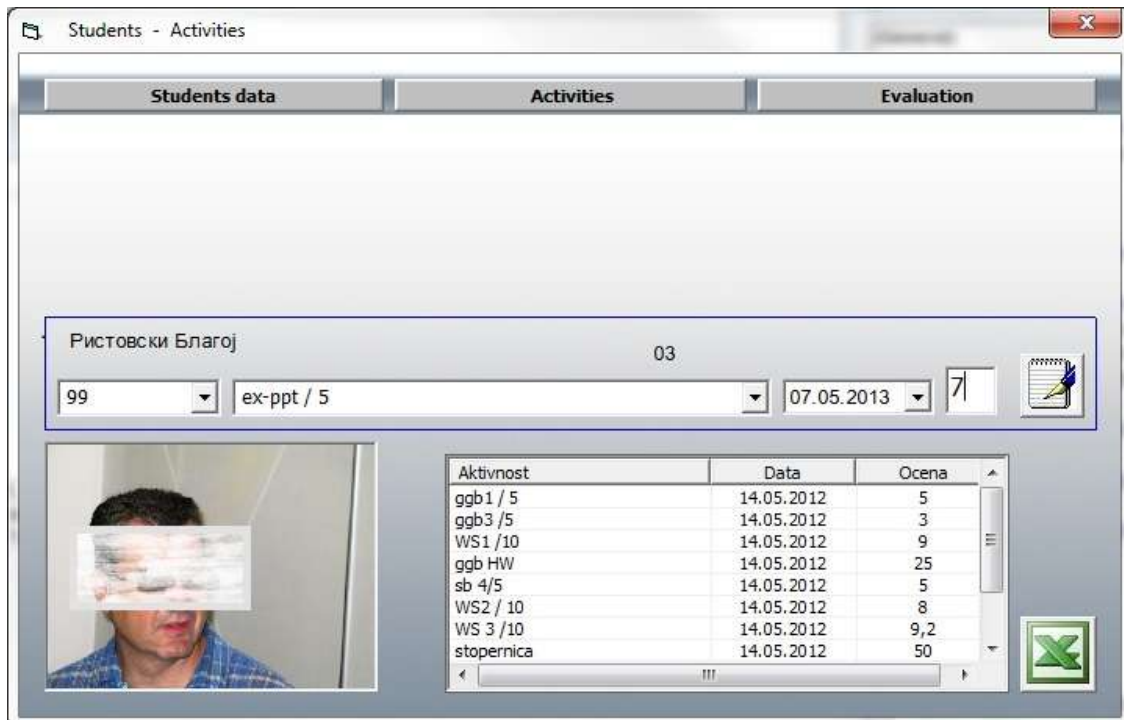 Students - Activities
Students data Activities Evaluation
Ристовски Благој
03
99 ex-ppt / 5 07.05.2013 7
Aktivnost Data Ocena
ggb1 / 5 14.05.2012 5
ggb3 /5 14.05.2012 3
WS1 /10 14.05.2012 9
ggb HW 14.05.2012 25
sb 4/5 14.05.2012 5
WS2 / 10 14.05.2012 8
WS 3 /10 14.05.2012 9,2
stopernica 14.05.2012 50